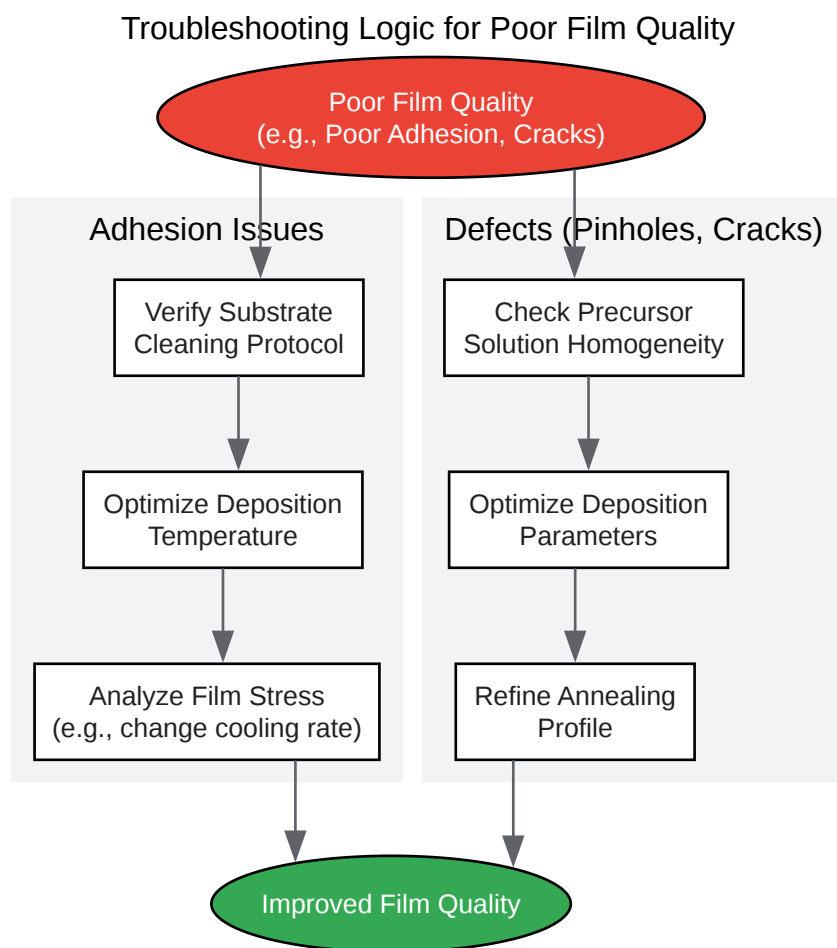 Troubleshooting Logic for Poor Film Quality
Poor Film Quality
(e.g., Poor Adhesion, Cracks)
Adhesion Issues
Verify Substrate
Cleaning Protocol
Optimize Deposition
Temperature
Analyze Film Stress
(e.g., change cooling rate)
Defects (Pinholes, Cracks)
Check Precursor
Solution Homogeneity
Optimize Deposition
Parameters
Refine Annealing
Profile
Improved Film Quality